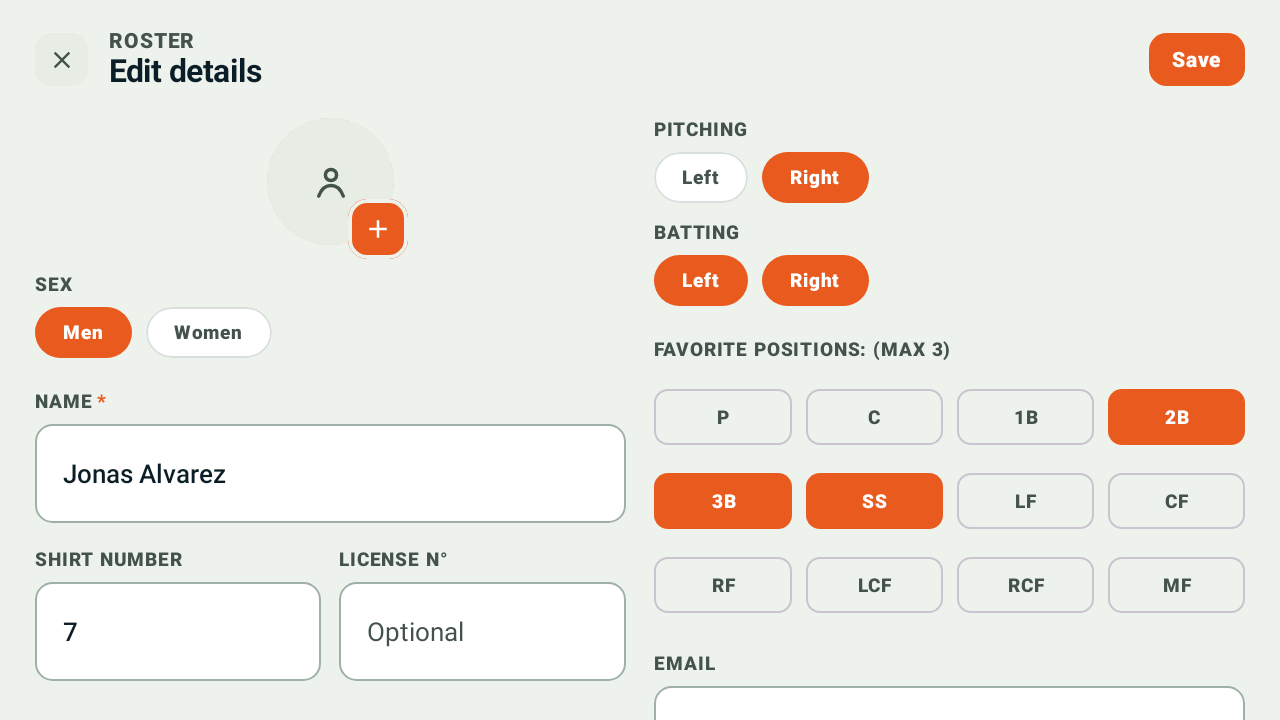 ROSTER
Edit details
Save
SEX
Men
Women
NAME *
Jonas Alvarez
SHIRT NUMBER
LICENSE N°
7
Optional
PITCHING
Left
Right
BATTING
Left
Right
FAVORITE POSITIONS: (MAX 3)
P
C
1B
2B
3B
SS
LF
CF
RF
LCF
RCF
MF
EMAIL